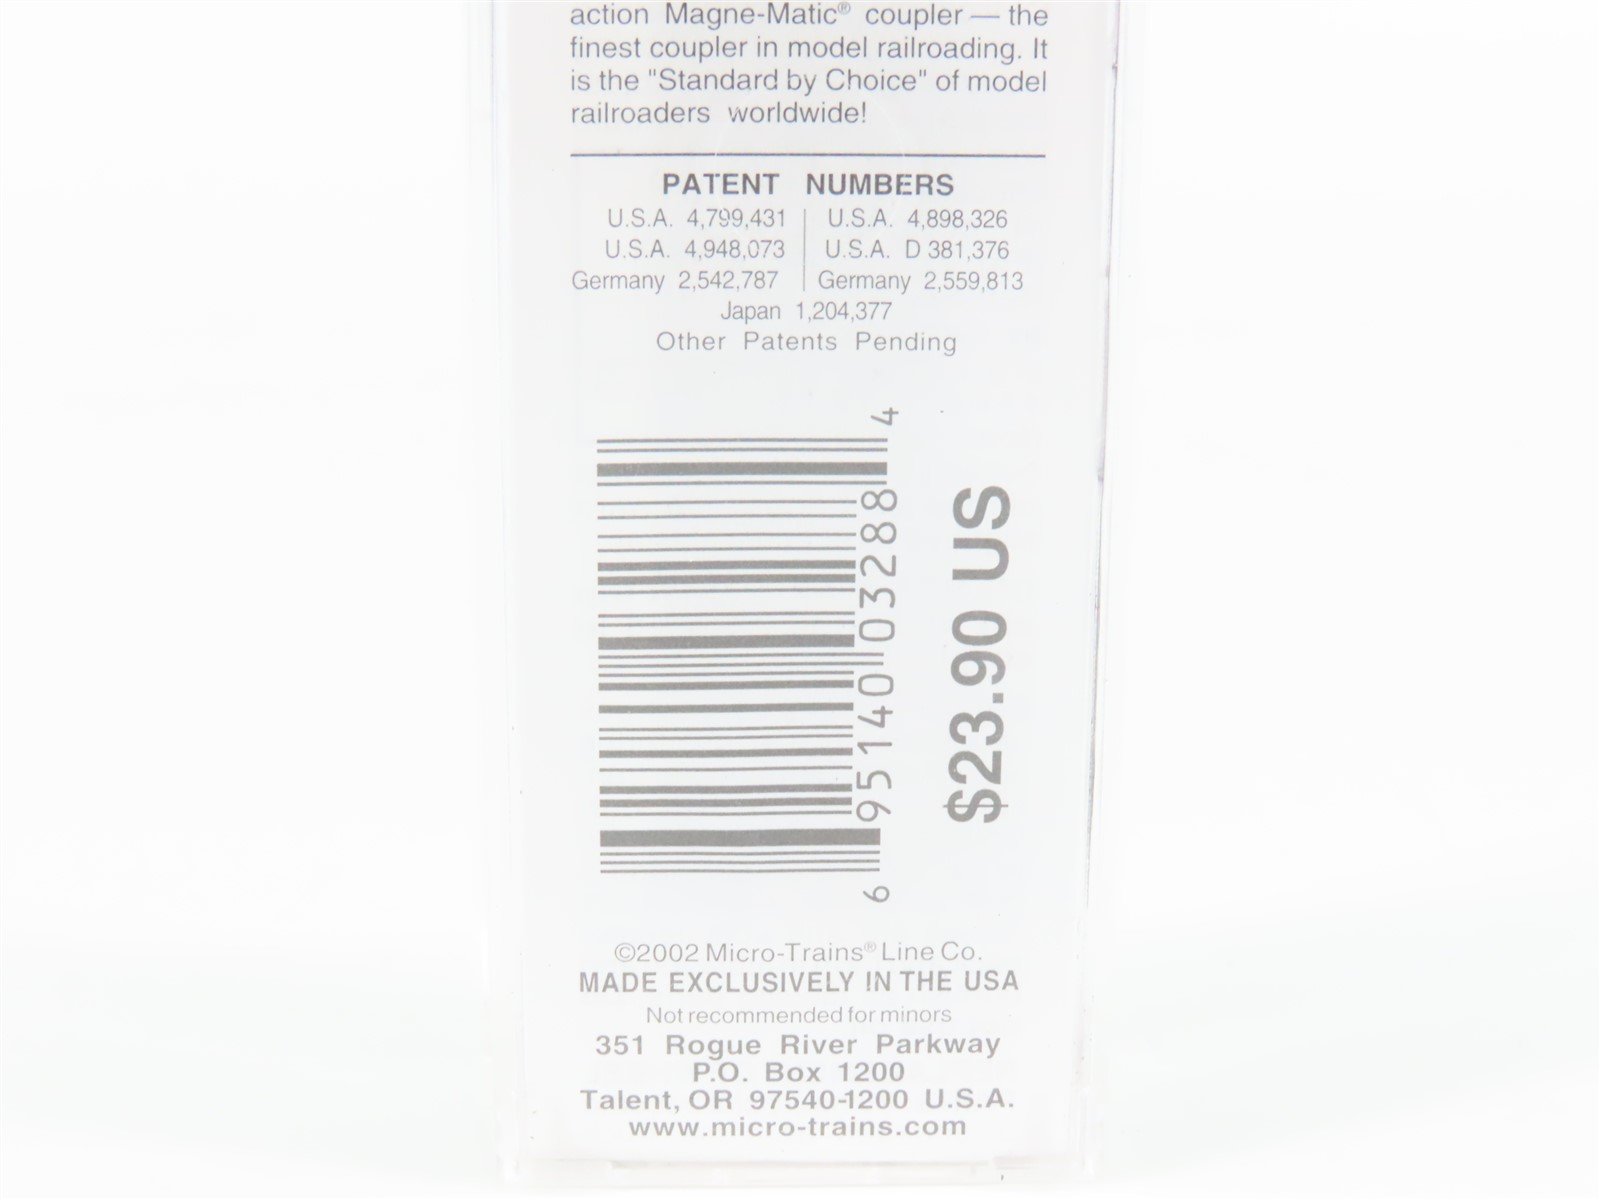 action Magne-Matic® coupler — the
finest coupler in model railroading. It
is the "Standard by Choice" of model
railroaders worldwide!
PATENT NUMBERS
U.S.A. 4,799,431 | U.S.A. 4,898,326
U.S.A. 4,948,073 | U.S.A. D 381,376
Germany 2,542,787 | Germany 2,559,813
Japan 1,204,377
Other Patents Pending
6 95140 03288 4
$23.90 US
©2002 Micro-Trains® Line Co.
MADE EXCLUSIVELY IN THE USA
Not recommended for minors
351 Rogue River Parkway
P.O. Box 1200
Talent, OR 97540-1200 U.S.A.
www.micro-trains.com